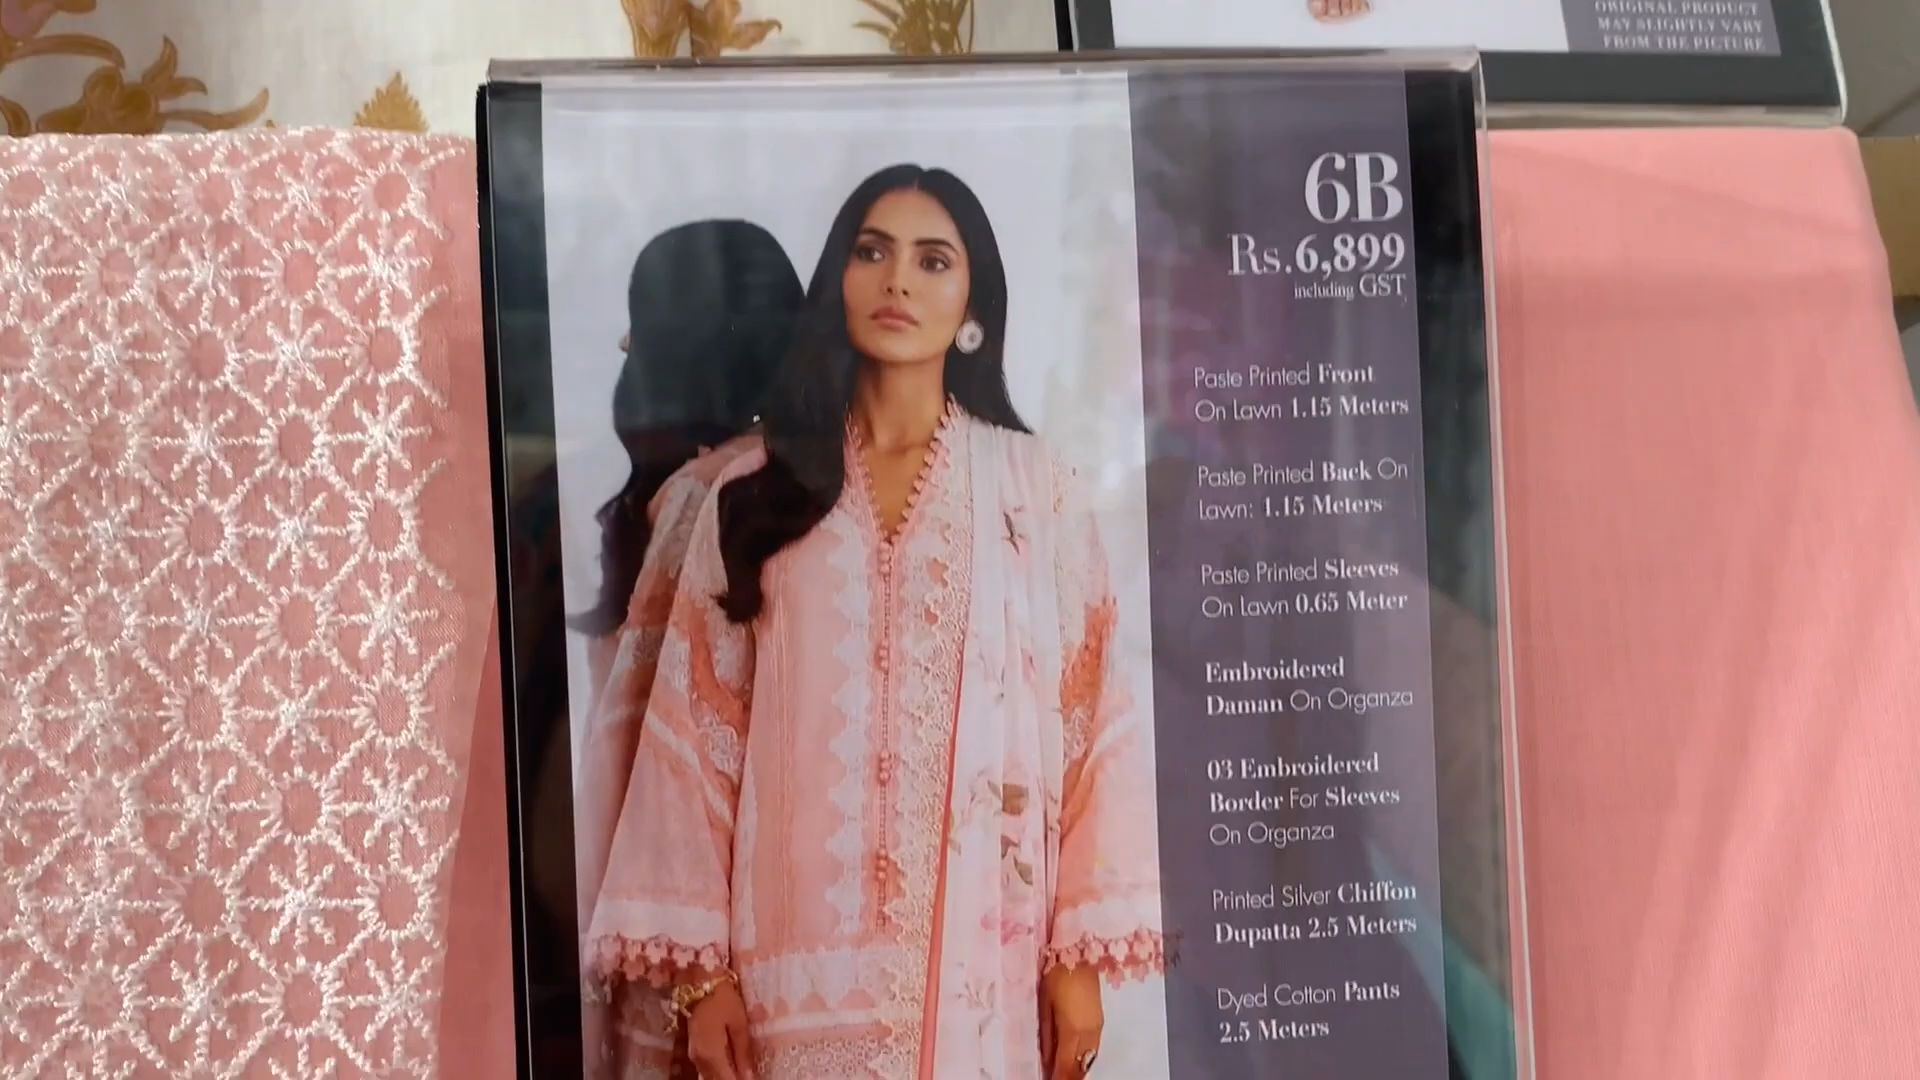 ORIGINAL PRODUCT
MAY SLIGHTLY VARY
FROM THE PICTURE
6B
Rs.6,899
including GST
Paste Printed Front
On Lawn 1.15 Meters
Paste Printed Back On
Lawn: 1.15 Meters
Paste Printed Sleeves
On Lawn 0.65 Meter
Embroidered
Daman On Organza
03 Embroidered
Border For Sleeves
On Organza
Printed Silver Chiffon
Dupatta 2.5 Meters
Dyed Cotton Pants
2.5 Meters